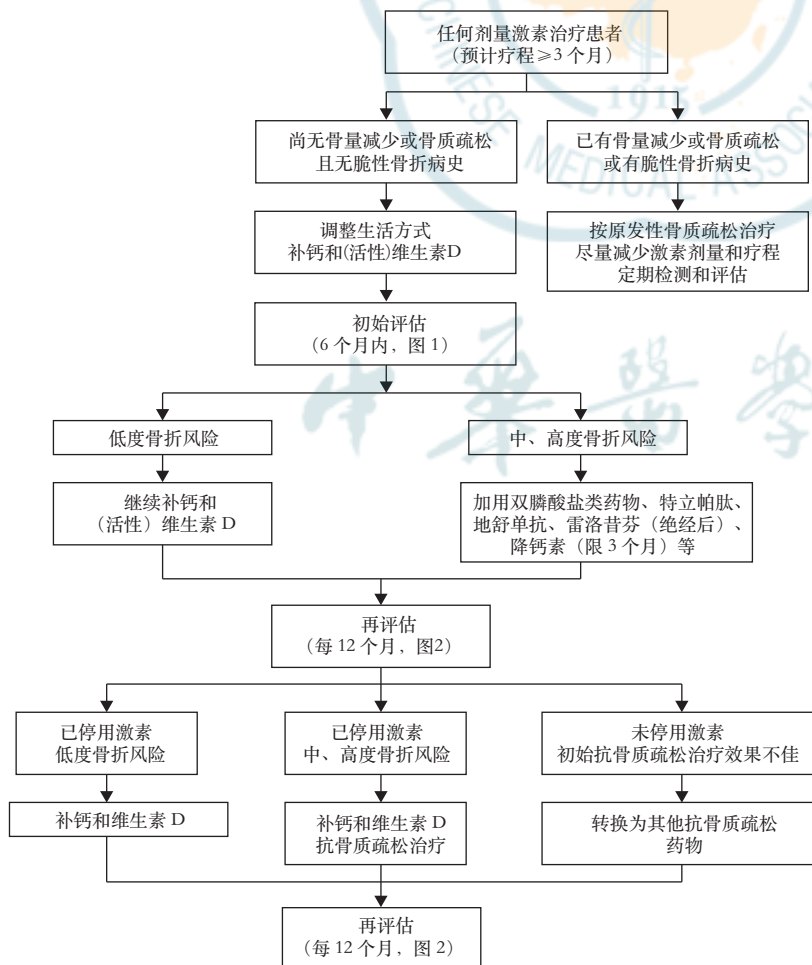 任何剂量激素治疗患者
（预计疗程≥3 个月）
尚无骨量减少或骨质疏松
且无脆性骨折病史
已有骨量减少或骨质疏松
或有脆性骨折病史
调整生活方式
补钙和(活性)维生素D
按原发性骨质疏松治疗
尽量减少激素剂量和疗程
定期检测和评估
初始评估
（6 个月内，图 1）
低度骨折风险
中、高度骨折风险
继续补钙和
（活性）维生素 D
加用双膦酸盐类药物、特立帕肽、
地舒单抗、雷洛昔芬（绝经后）、
降钙素（限 3 个月）等
再评估
（每 12 个月，图2）
已停用激素
低度骨折风险
已停用激素
中、高度骨折风险
未停用激素
初始抗骨质疏松治疗效果不佳
补钙和维生素 D
补钙和维生素 D
抗骨质疏松治疗
转换为其他抗骨质疏松
药物
再评估
（每 12 个月，图 2）
CHINESE MEDICAL ASSOC
191
中華醫學